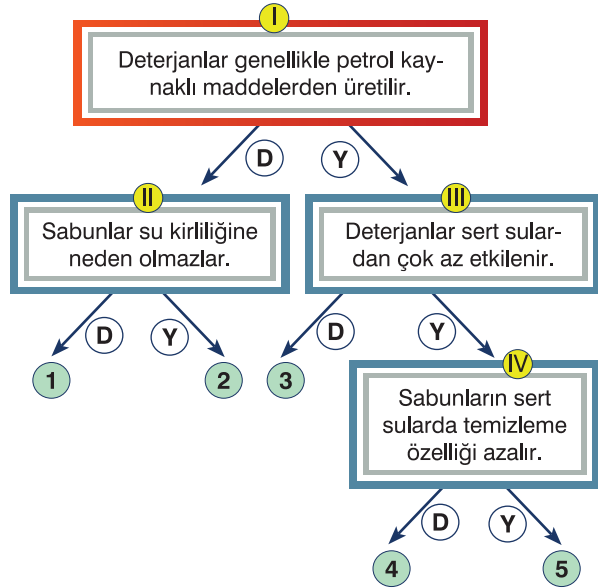 I
Deterjanlar genellikle petrol kay-
naklı maddelerden üretilir.
D
Y
II
Sabunlar su kirliliğine
neden olmazlar.
III
Deterjanlar sert sular-
dan çok az etkilenir.
D
Y
D
Y
1
2
3
IV
Sabunların sert
sularda temizleme
özelliği azalır.
D
Y
4
5